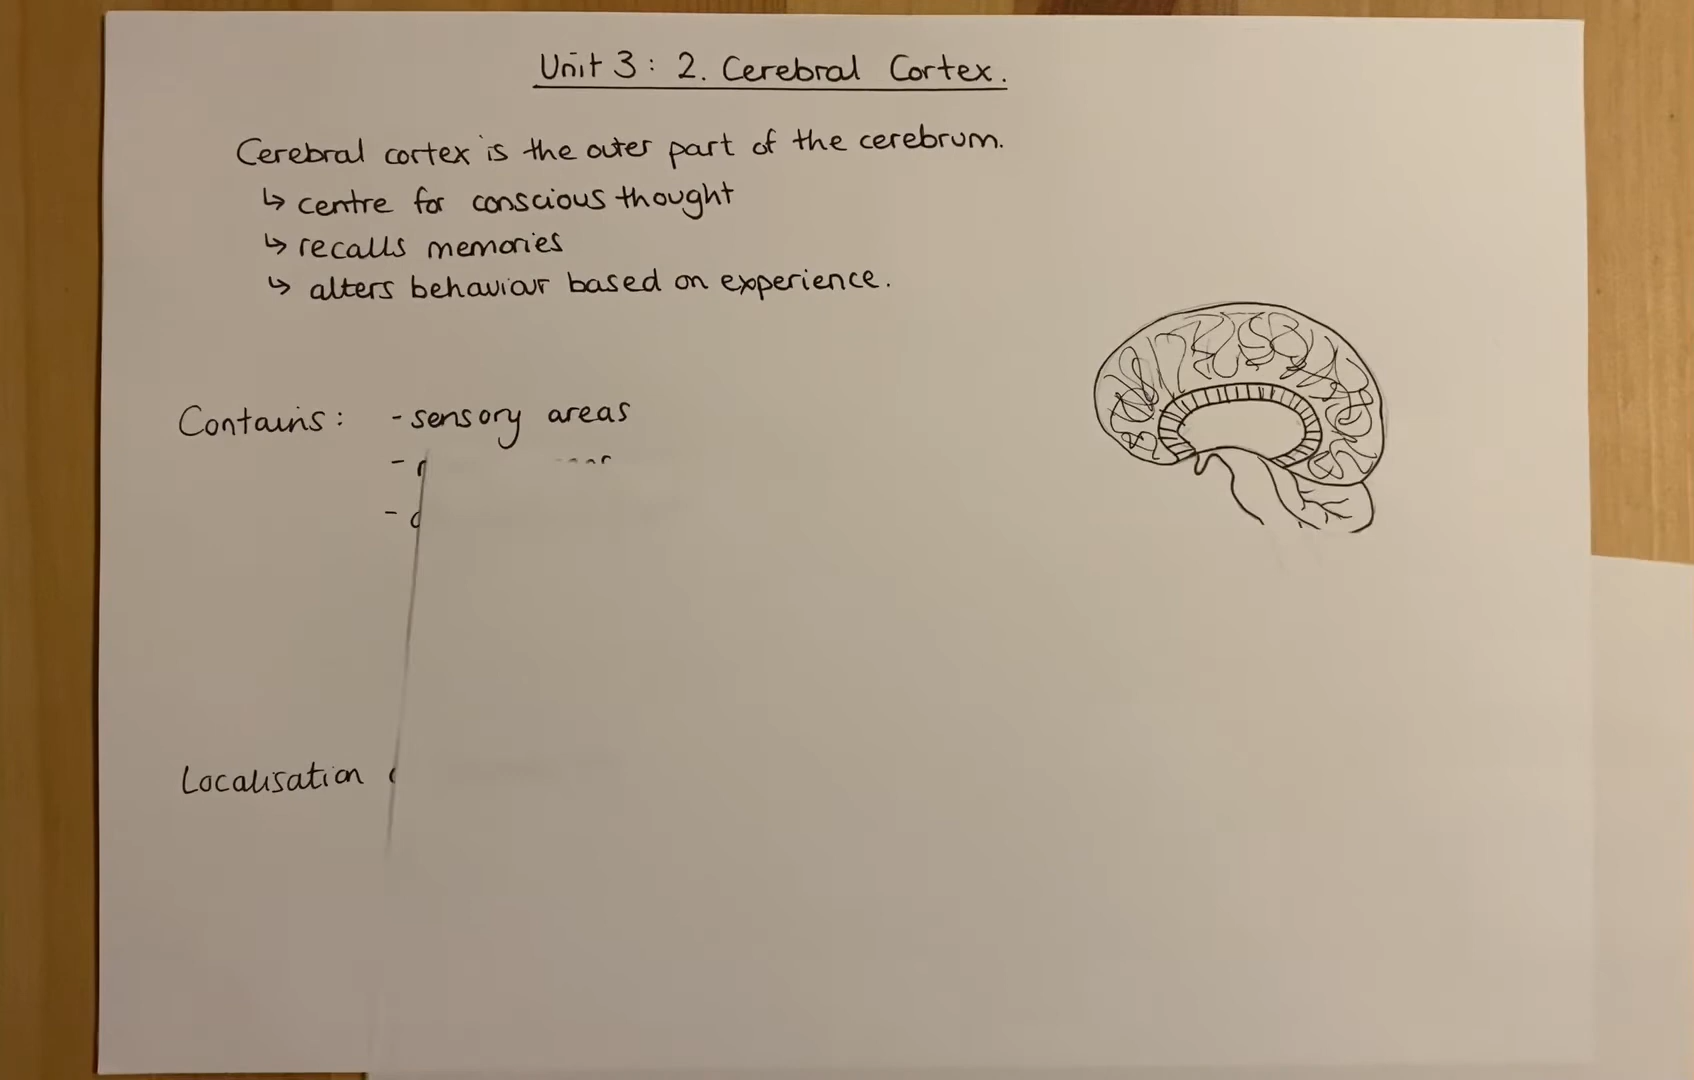 Unit 3 : 2. Cerebral Cortex.
Cerebral cortex is the outer part of the cerebrum.
↳ centre for conscious thought
↳ recalls memories
↳ alters behaviour based on experience.
Contains : - sensory areas
Localisation